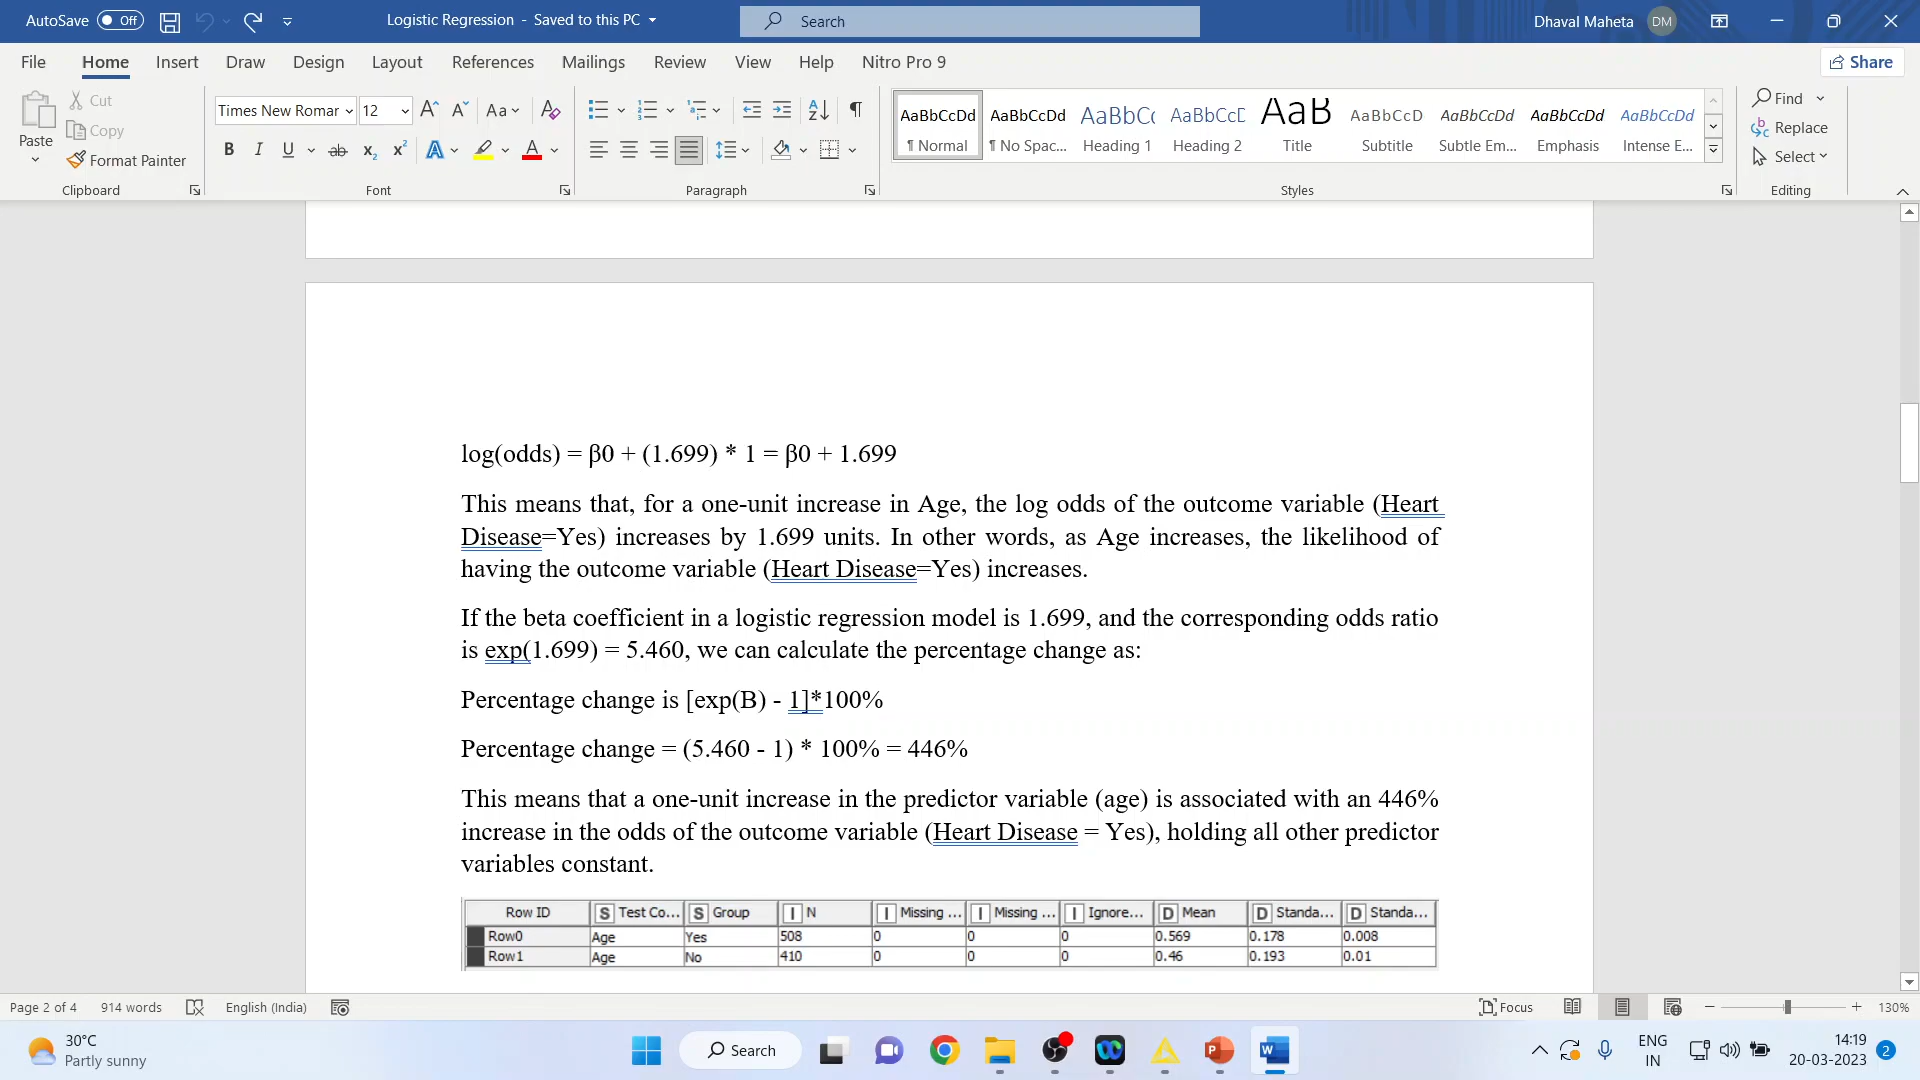 AutoSave Off Logistic Regression - Saved to this PC Search Dhaval Maheta DM
File Home Insert Draw Design Layout References Mailings Review View Help Nitro Pro 9 Share
Paste Cut Copy Format Painter Clipboard
Times New Romar 12 Font
Paragraph
AaBbCcDd AaBbCcDd AaBbCc AaBbCcE AaB AaBbCcD AaBbCcDd AaBbCcDd AaBbCcDd
¶ Normal ¶ No Spac... Heading 1 Heading 2 Title Subtitle Subtle Em... Emphasis Intense E...
Styles
Find
Replace
Select
Editing
log(odds) = β0 + (1.699) * 1 = β0 + 1.699
This means that, for a one-unit increase in Age, the log odds of the outcome variable (Heart
Disease=Yes) increases by 1.699 units. In other words, as Age increases, the likelihood of
having the outcome variable (Heart Disease=Yes) increases.
If the beta coefficient in a logistic regression model is 1.699, and the corresponding odds ratio
is exp(1.699) = 5.460, we can calculate the percentage change as:
Percentage change is [exp(B) - 1]*100%
Percentage change = (5.460 - 1) * 100% = 446%
This means that a one-unit increase in the predictor variable (age) is associated with an 446%
increase in the odds of the outcome variable (Heart Disease = Yes), holding all other predictor
variables constant.
Row ID S Test Co... S Group I N I Missing ... I Missing ... I Ignore... D Mean D Standa... D Standa...
Row0 Age Yes 508 0 0 0 0.569 0.178 0.008
Row1 Age No 410 0 0 0 0.46 0.193 0.01
Page 2 of 4 914 words English (India) Focus 130%
30°C
Partly sunny
Search
ENG
IN
14:19
20-03-2023
2